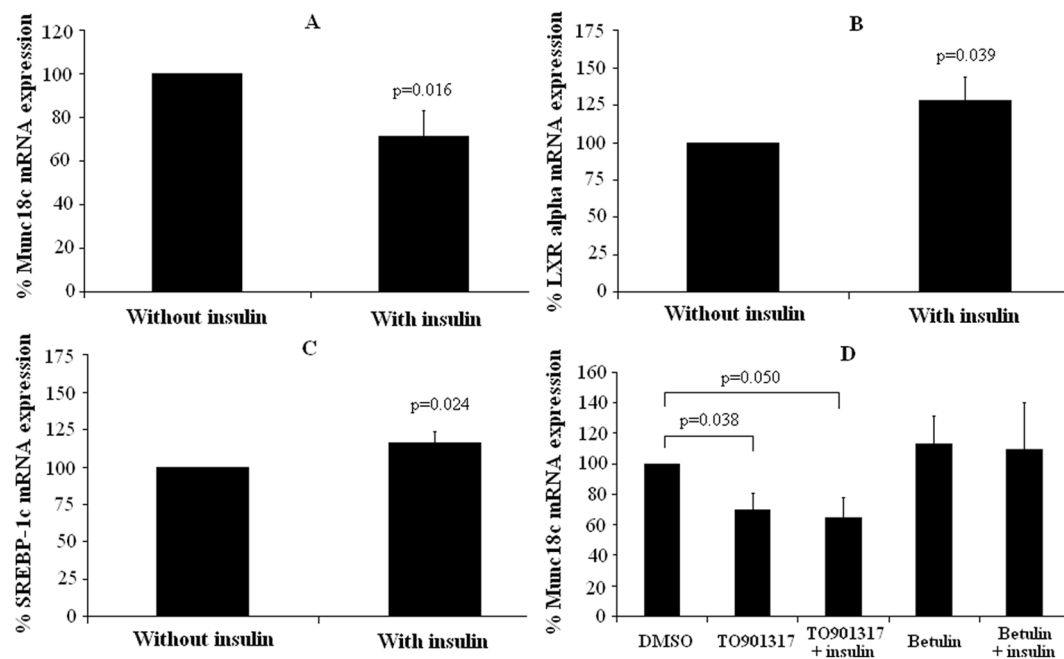 A
% Munc18c mRNA expression
120
100
80
60
40
20
0
p=0.016
Without insulin
With insulin
B
% LXR alpha mRNA expression
175
150
125
100
75
50
25
0
p=0.039
Without insulin
With insulin
C
% SREBP-1c mRNA expression
175
150
125
100
75
50
25
0
p=0.024
Without insulin
With insulin
D
% Munc18c mRNA expression
160
140
120
100
80
60
40
20
0
p=0.050
p=0.038
DMSO
TO901317
TO901317
+ insulin
Betulin
Betulin
+ insulin